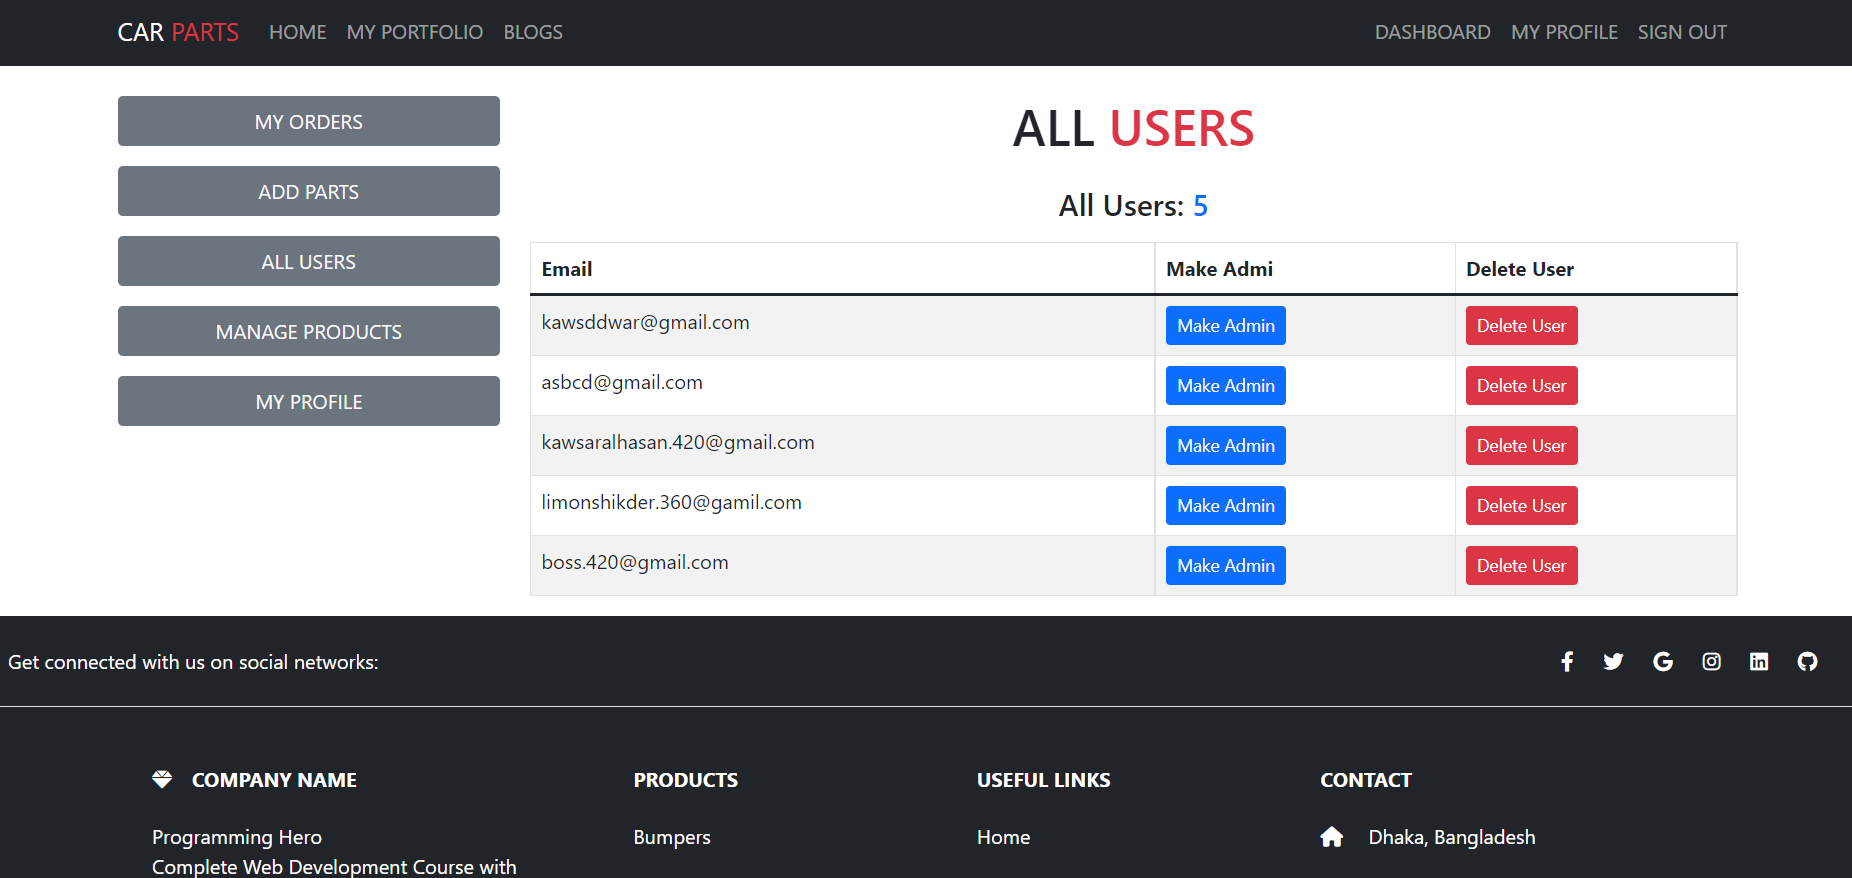 CAR PARTS HOME MY PORTFOLIO BLOGS DASHBOARD MY PROFILE SIGN OUT
MY ORDERS
ADD PARTS
ALL USERS
MANAGE PRODUCTS
MY PROFILE
ALL USERS
All Users: 5
Email Make Admi Delete User
kawsddwar@gmail.com Make Admin Delete User
asbcd@gmail.com Make Admin Delete User
kawsaralhasan.420@gmail.com Make Admin Delete User
limonshikder.360@gamil.com Make Admin Delete User
boss.420@gmail.com Make Admin Delete User
Get connected with us on social networks:
COMPANY NAME PRODUCTS USEFUL LINKS CONTACT
Programming Hero Bumpers Home Dhaka, Bangladesh
Complete Web Development Course with